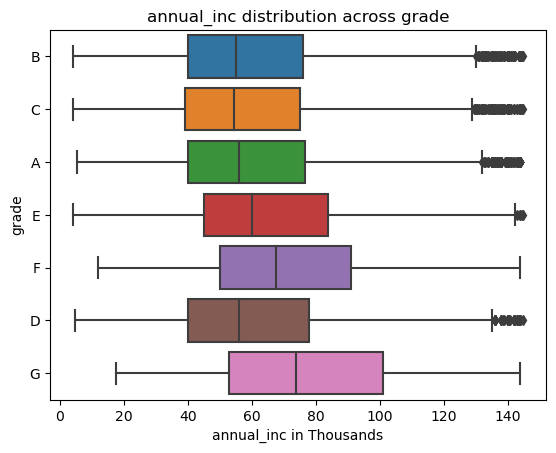 annual_inc distribution across grade
B
C
A
E
F
D
G
grade
0 20 40 60 80 100 120 140
annual_inc in Thousands